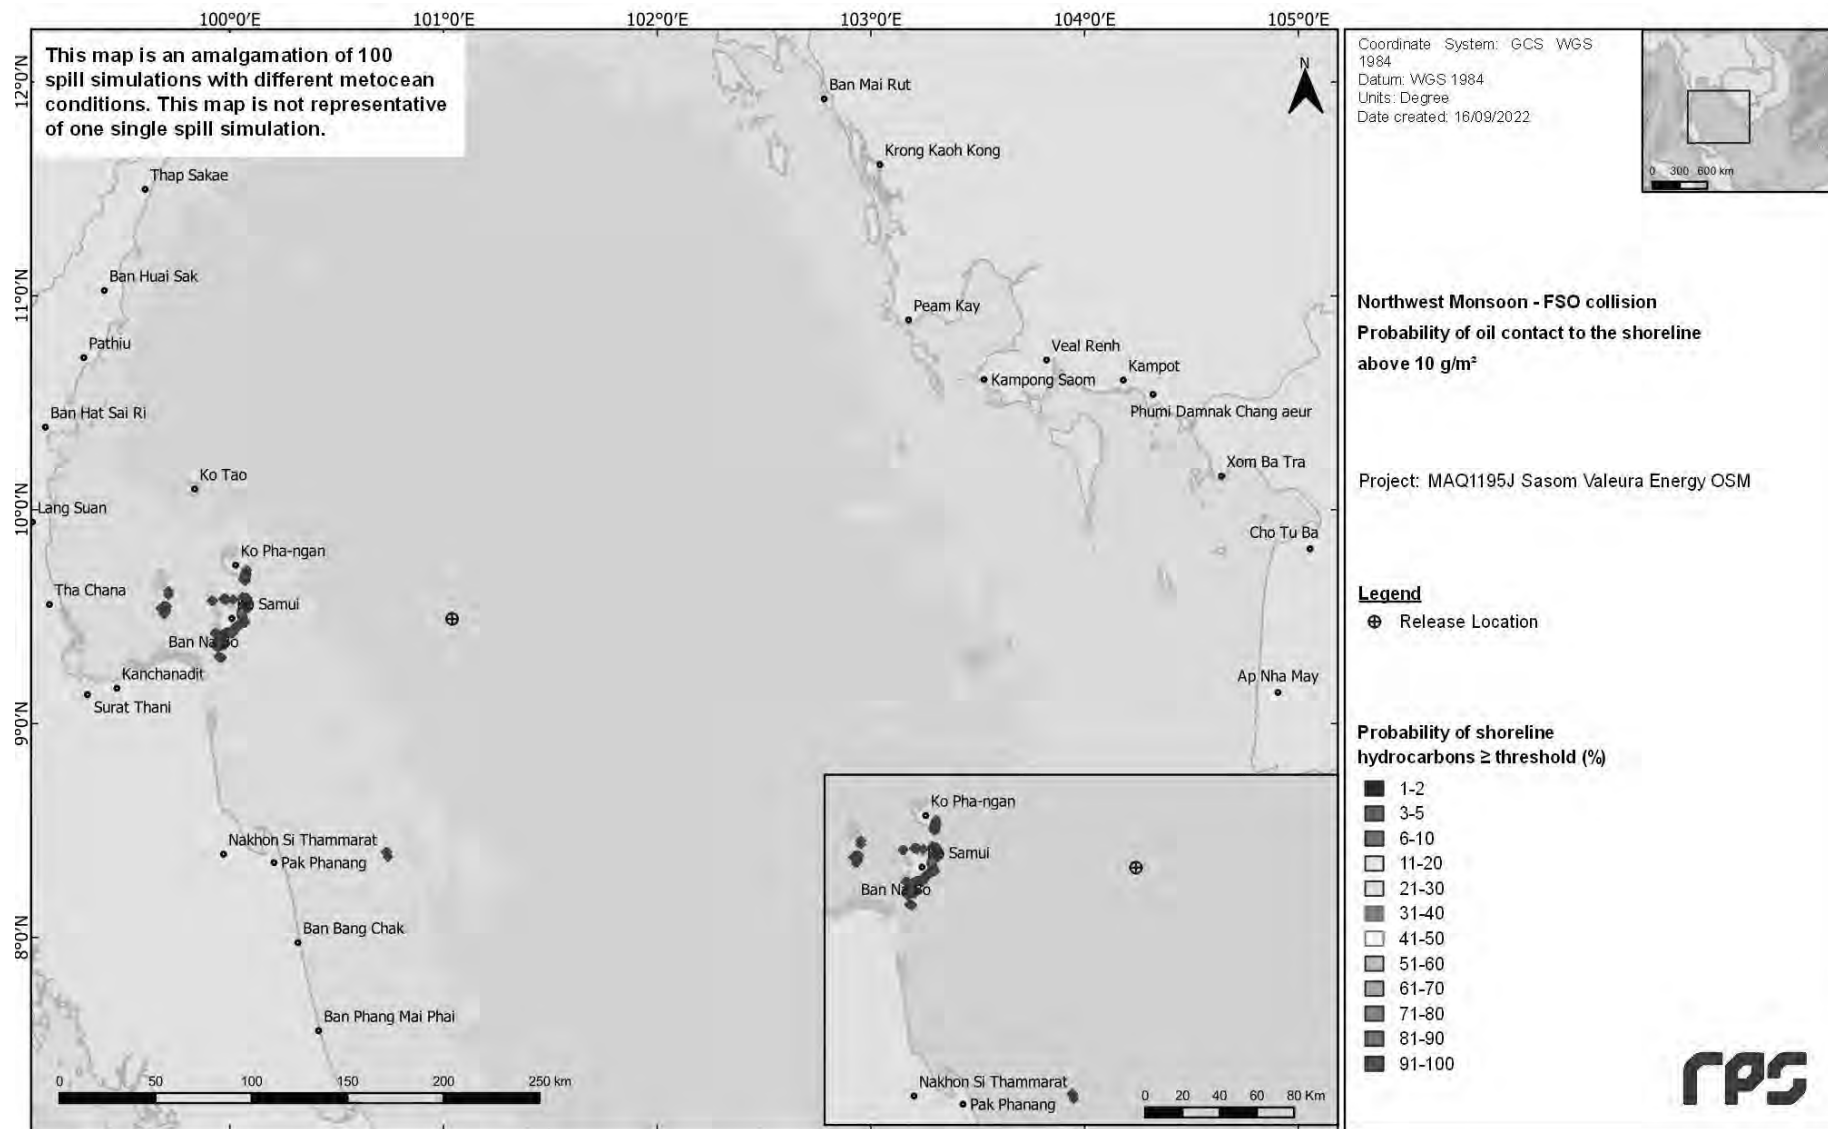 100°0'E
101°0'E
102°0'E
103°0'E
104°0'E
105°0'E
12°0'N
11°0'N
10°0'N
9°0'N
8°0'N
This map is an amalgamation of 100
spill simulations with different metocean
conditions. This map is not representative
of one single spill simulation.
N
Ban Mai Rut
Krong Kaoh Kong
Thap Sakae
Ban Huai Sak
Peam Kay
Pathiu
Veal Renh
Kampot
Kampong Saom
Ban Hat Sai Ri
Phumi Damnak Chang aeur
Ko Tao
Xom Ba Tra
Lang Suan
Cho Tu Ba
Ko Pha-ngan
Tha Chana
Samui
Ban Na Bo
Kanchanadit
Surat Thani
Ap Nha May
Nakhon Si Thammarat
Pak Phanang
Ban Bang Chak
Ban Phang Mai Phai
0 50 100 150 200 250 km
Ko Pha-ngan
Samui
Ban Na Bo
Nakhon Si Thammarat
Pak Phanang
0 20 40 60 80 Km
Coordinate System: GCS WGS
1984
Datum: WGS 1984
Units: Degree
Date created: 16/09/2022
0 300 600 km
Northwest Monsoon - FSO collision
Probability of oil contact to the shoreline
above 10 g/m²
Project: MAQ1195J Sasom Valeura Energy OSM
Legend
Release Location
Probability of shoreline
hydrocarbons ≥ threshold (%)
1-2
3-5
6-10
11-20
21-30
31-40
41-50
51-60
61-70
71-80
81-90
91-100
rps